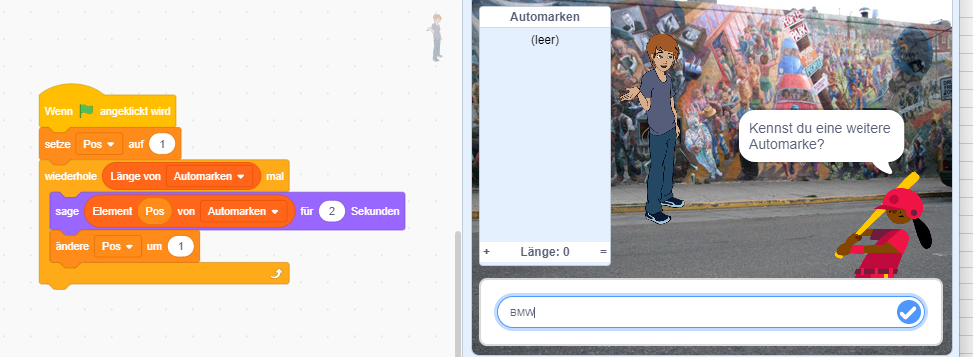 Wenn angeklickt wird
setze Pos auf 1
wiederhole Länge von Automarken mal
sage Element Pos von Automarken für 2 Sekunden
ändere Pos um 1
Automarken
(leer)
+ Länge: 0 =
Kennst du eine weitere
Automarke?
BMW